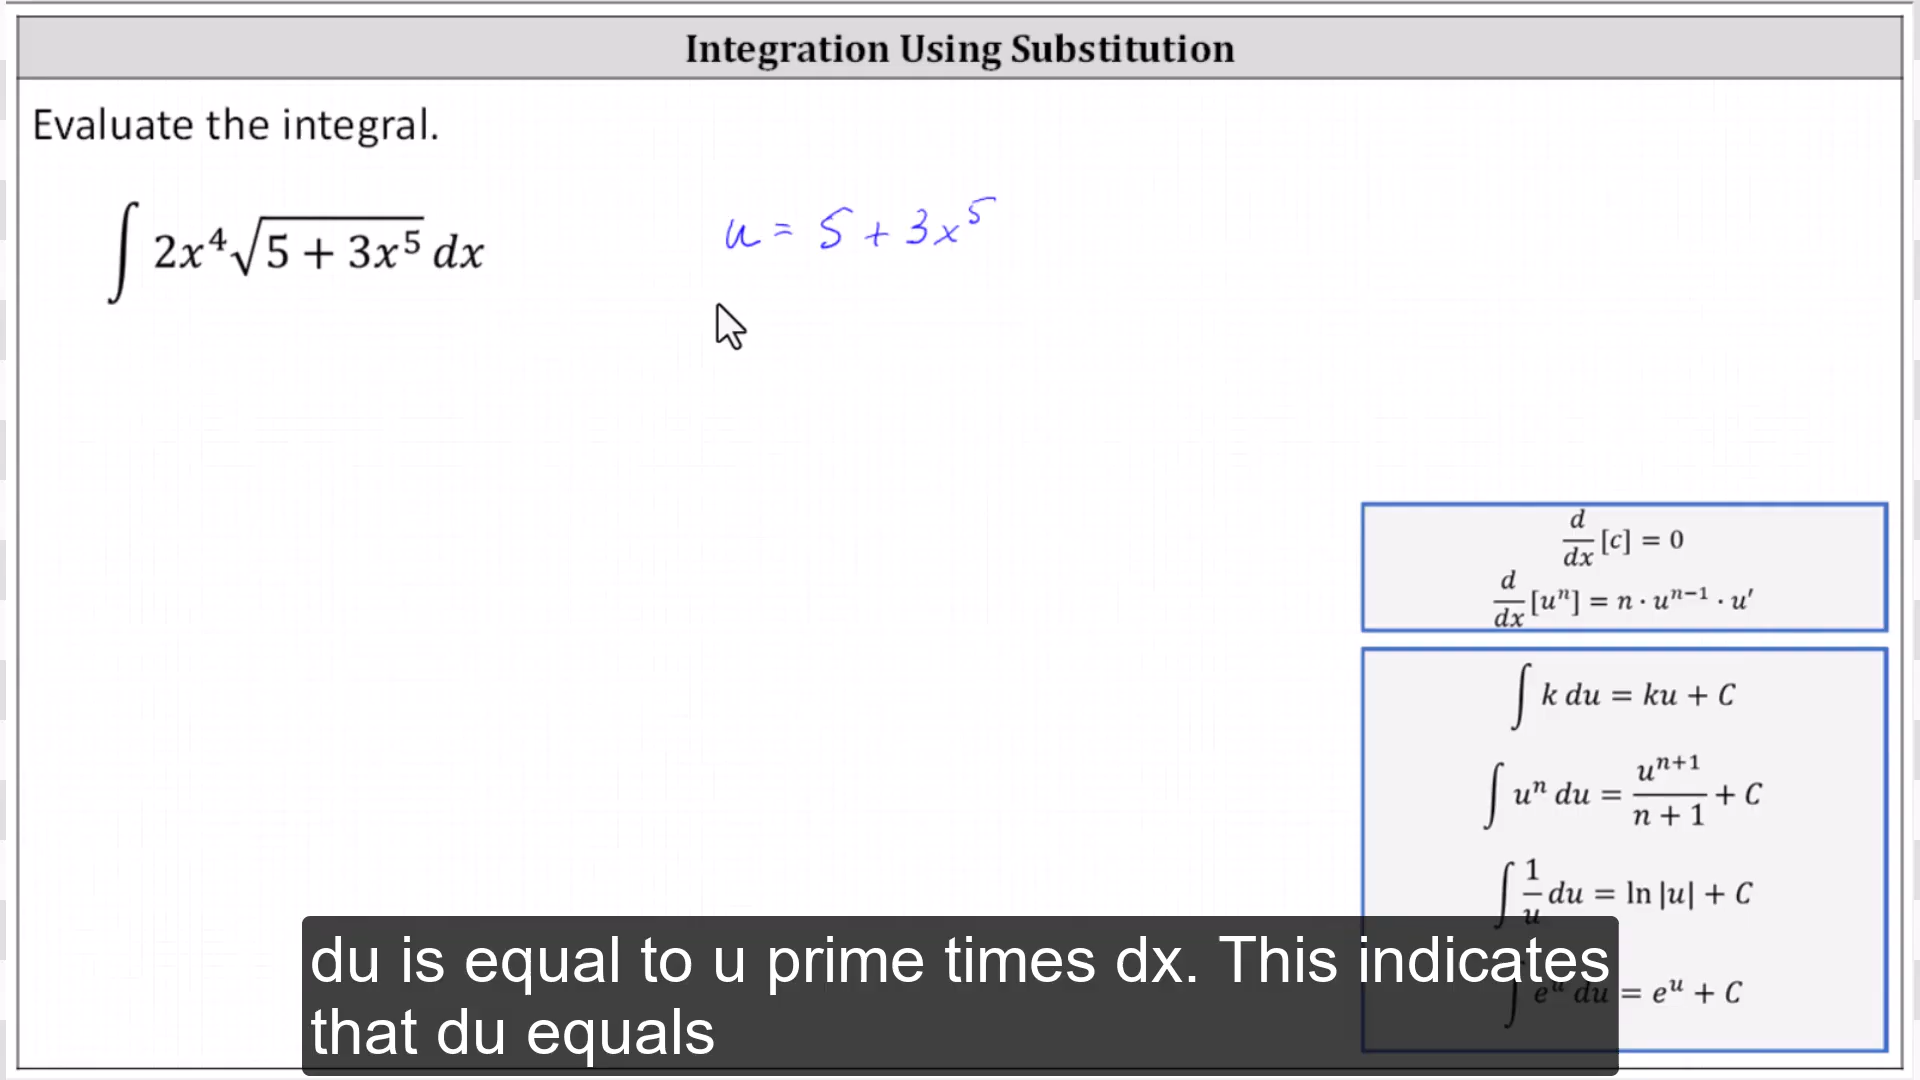 Integration Using Substitution
Evaluate the integral.
∫ 2x⁴√(5 + 3x⁵) dx
u = 5 + 3x⁵
d/dx [c] = 0
d/dx [uⁿ] = n · uⁿ⁻¹ · u′
∫ k du = ku + C
∫ uⁿ du = uⁿ⁺¹/(n + 1) + C
∫ 1/u du = ln |u| + C
∫ eᵘ du = eᵘ + C
du is equal to u prime times dx. This indicates
that du equals